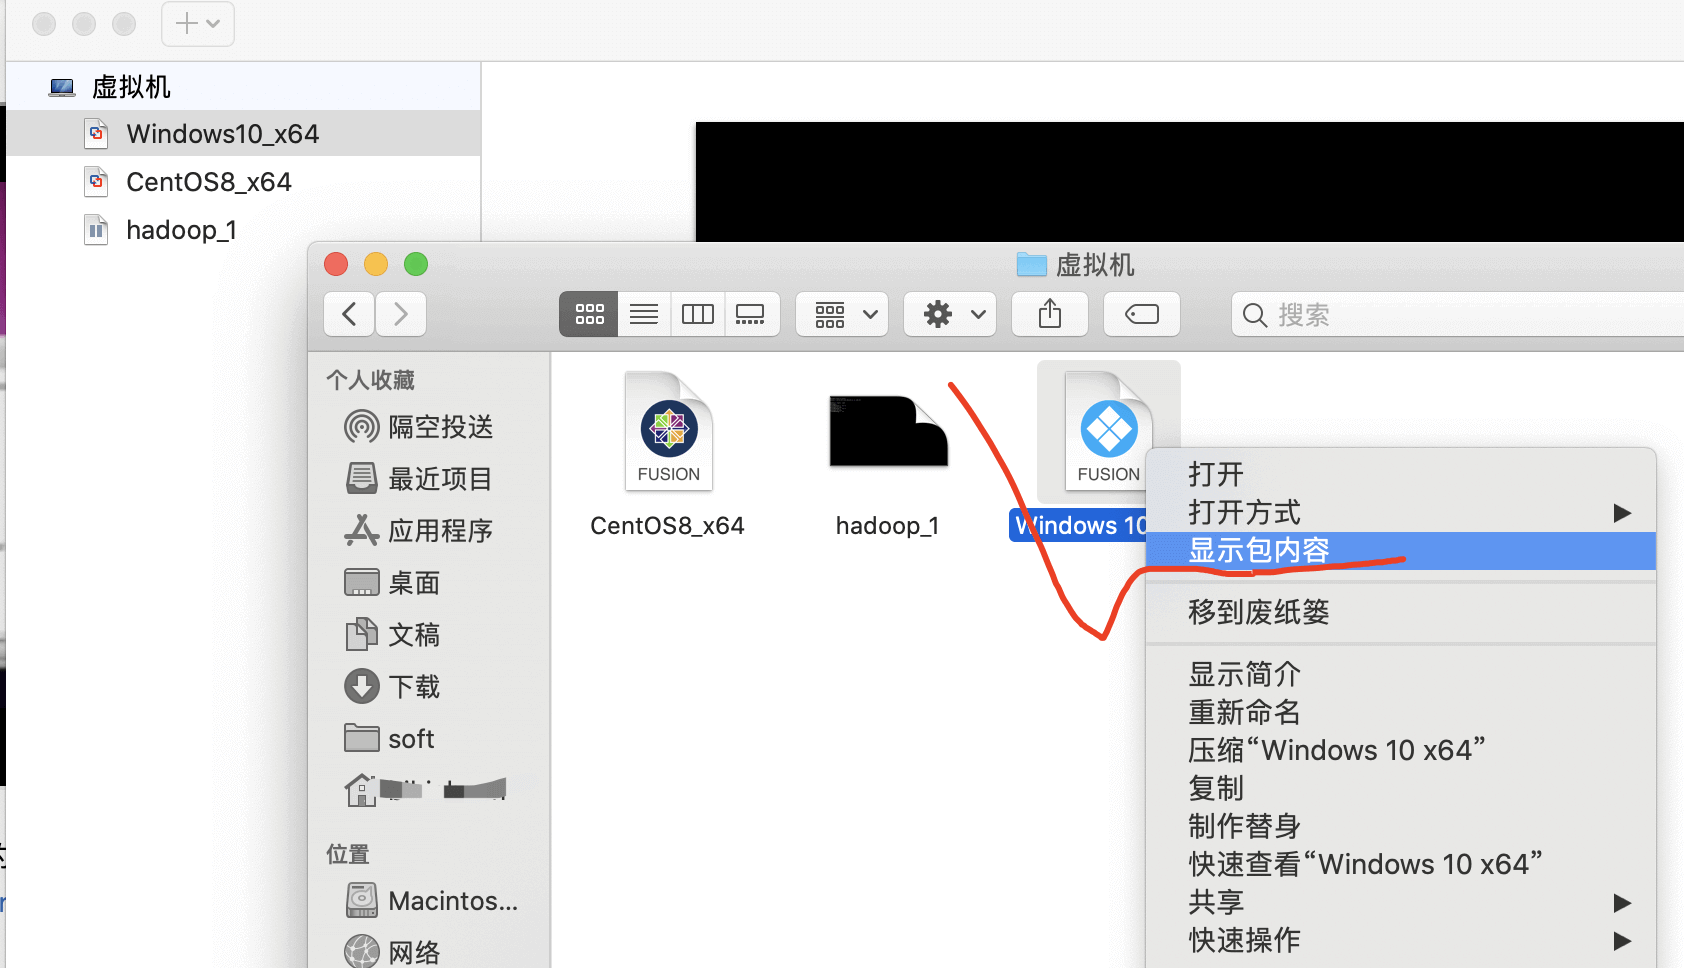 虚拟机
Windows10_x64
CentOS8_x64
hadoop_1
虚拟机
搜索
个人收藏
隔空投送
最近项目
应用程序
桌面
文稿
下载
soft
位置
Macintos...
网络
FUSION
FUSION
CentOS8_x64
hadoop_1
Windows 10
打开
打开方式
显示包内容
移到废纸篓
显示简介
重新命名
压缩“Windows 10 x64”
复制
制作替身
快速查看“Windows 10 x64”
共享
快速操作